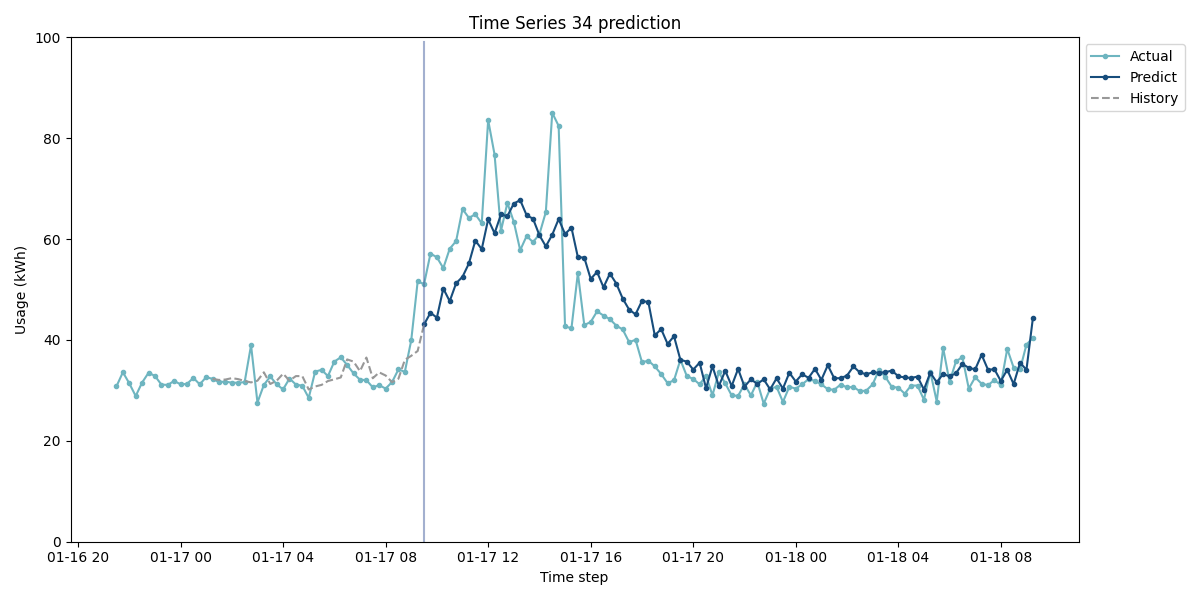 Time Series 34 prediction
Usage (kWh)
100
80
60
40
20
0
01-16 20
01-17 00
01-17 04
01-17 08
01-17 12
01-17 16
01-17 20
01-18 00
01-18 04
01-18 08
Time step
Actual
Predict
History